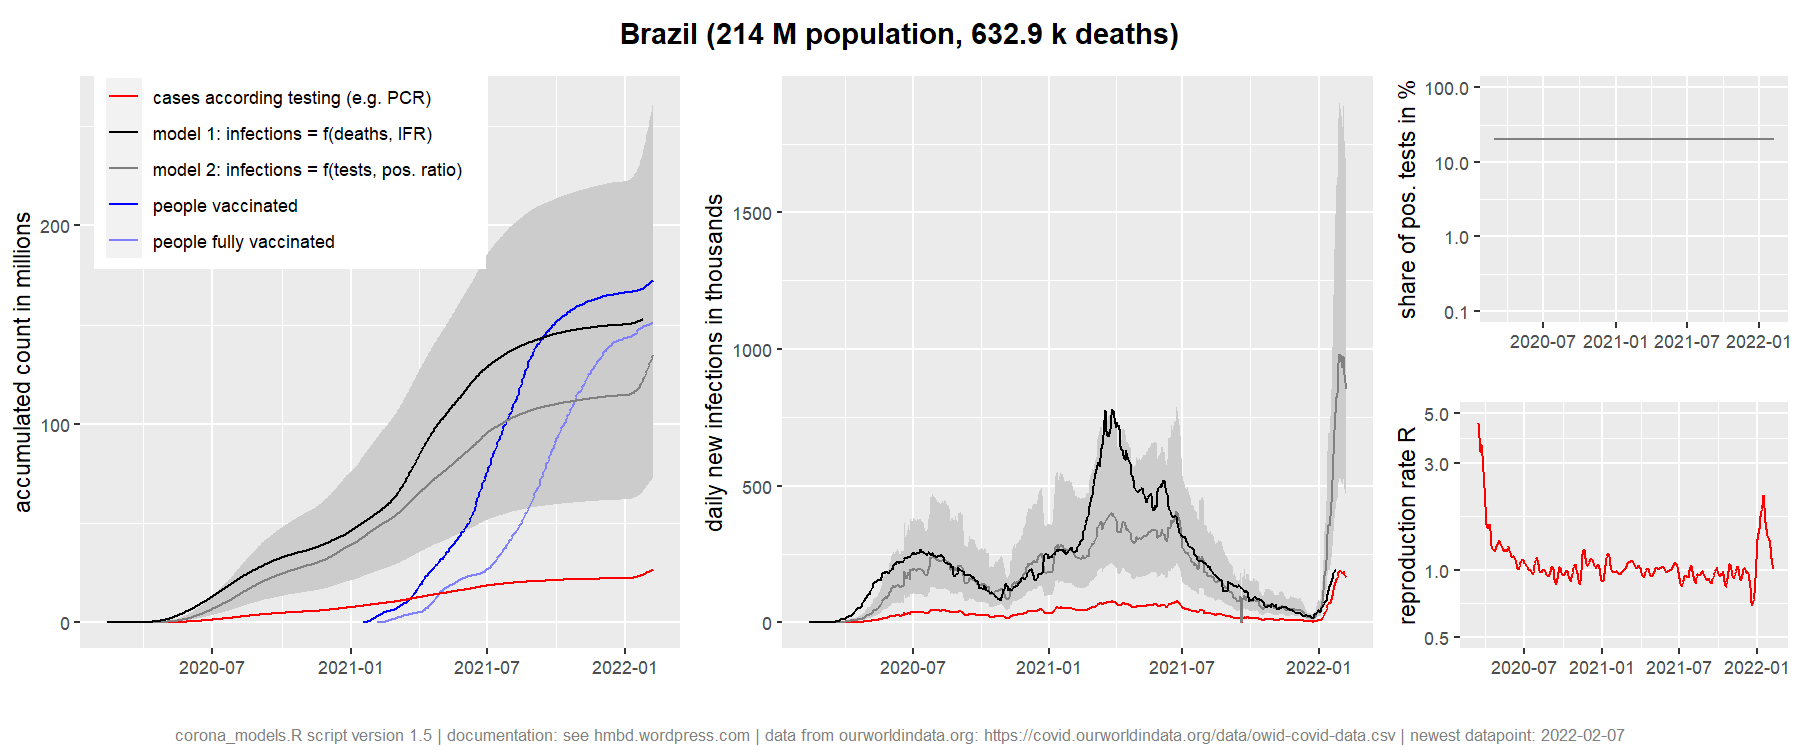 Brazil (214 M population, 632.9 k deaths)
cases according testing (e.g. PCR)
model 1: infections = f(deaths, IFR)
model 2: infections = f(tests, pos. ratio)
people vaccinated
people fully vaccinated
accumulated count in millions
200
100
0
2020-07 2021-01 2021-07 2022-01
daily new infections in thousands
1500
1000
500
0
2020-07 2021-01 2021-07 2022-01
share of pos. tests in %
100.0
10.0
1.0
0.1
2020-07 2021-01 2021-07 2022-01
reproduction rate R
5.0
3.0
1.0
0.5
2020-07 2021-01 2021-07 2022-01
corona_models.R script version 1.5 | documentation: see hmbd.wordpress.com | data from ourworldindata.org: https://covid.ourworldindata.org/data/owid-covid-data.csv | newest datapoint: 2022-02-07